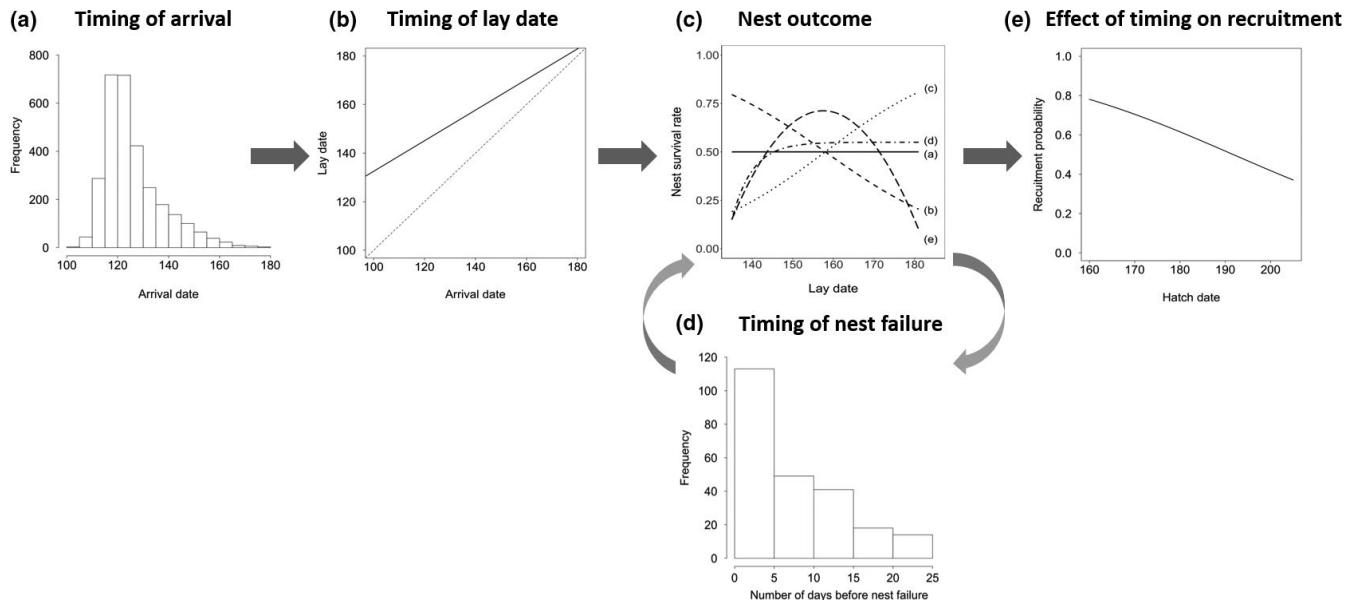 (a) Timing of arrival
800
600
400
200
0
Frequency
100 120 140 160 180
Arrival date
(b) Timing of lay date
180
160
140
120
100
Lay date
100 120 140 160 180
Arrival date
(c) Nest outcome
1.00
0.75
0.50
0.25
0.00
Nest survival rate
(c)
(d)
(a)
(b)
(e)
140 150 160 170 180
Lay date
(d) Timing of nest failure
120
100
80
60
40
20
0
Frequency
0 5 10 15 20 25
Number of days before nest failure
(e) Effect of timing on recruitment
1.0
0.8
0.6
0.4
0.2
0.0
Recruitment probability
160 170 180 190 200
Hatch date